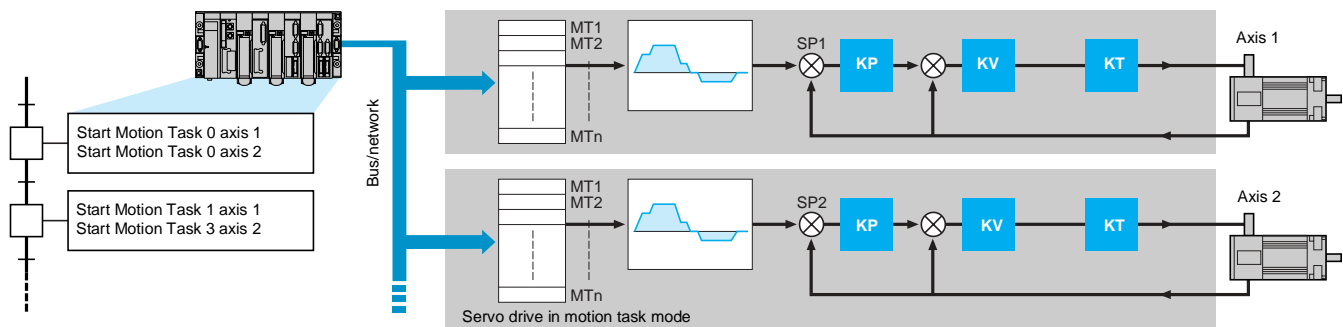 Start Motion Task 0 axis 1
Start Motion Task 0 axis 2
Start Motion Task 1 axis 1
Start Motion Task 3 axis 2
Bus/network
MT1
MT2
MTn
SP1
KP
KV
KT
Axis 1
MT1
MT2
MTn
SP2
KP
KV
KT
Axis 2
Servo drive in motion task mode